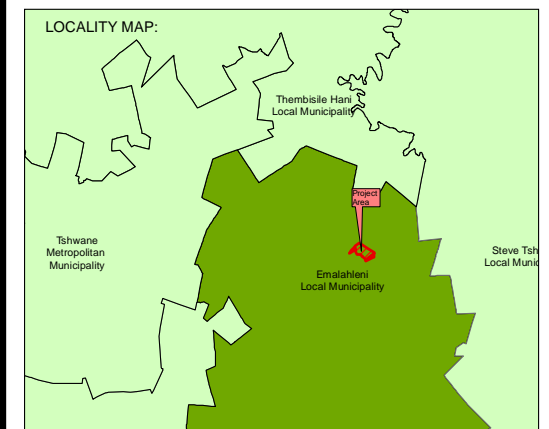 LOCALITY MAP:
Thembisile Hani
Local Municipality
Project
Area
Tshwane
Metropolitan
Municipality
Steve Tsh
Local Munic
Emalahleni
Local Municipality